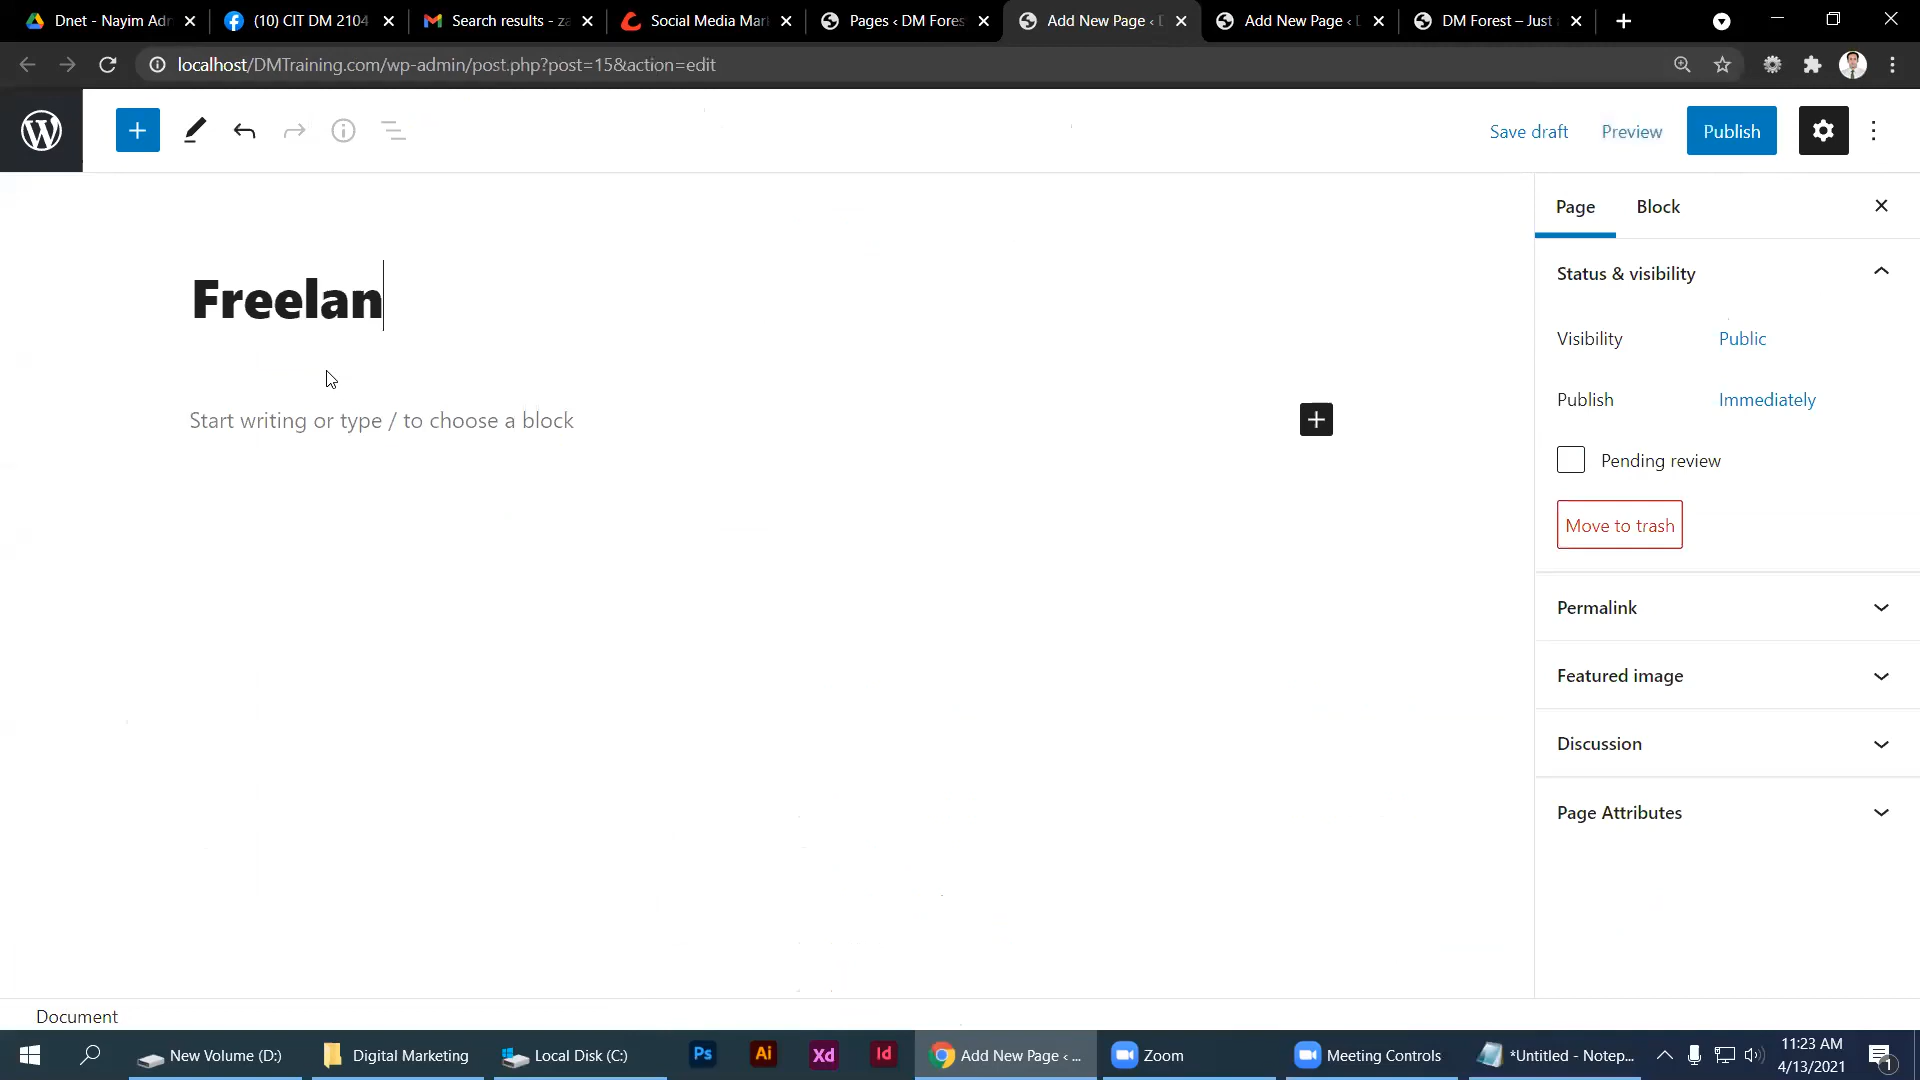 Dnet - Nayim Adn
(10) CIT DM 2104
Search results - za
Social Media Mar
Pages ‹ DM Fores
Add New Page ‹ D
Add New Page ‹ D
DM Forest – Just a
localhost/DMTraining.com/wp-admin/post.php?post=15&action=edit
Save draft
Preview
Publish
Page
Block
Freelan
Start writing or type / to choose a block
Status & visibility
Visibility
Public
Publish
Immediately
Pending review
Move to trash
Permalink
Featured image
Discussion
Page Attributes
Document
New Volume (D:)
Digital Marketing
Local Disk (C:)
Ps
Ai
Xd
Id
Add New Page ‹ ...
Zoom
Meeting Controls
*Untitled - Notep...
11:23 AM
4/13/2021
1